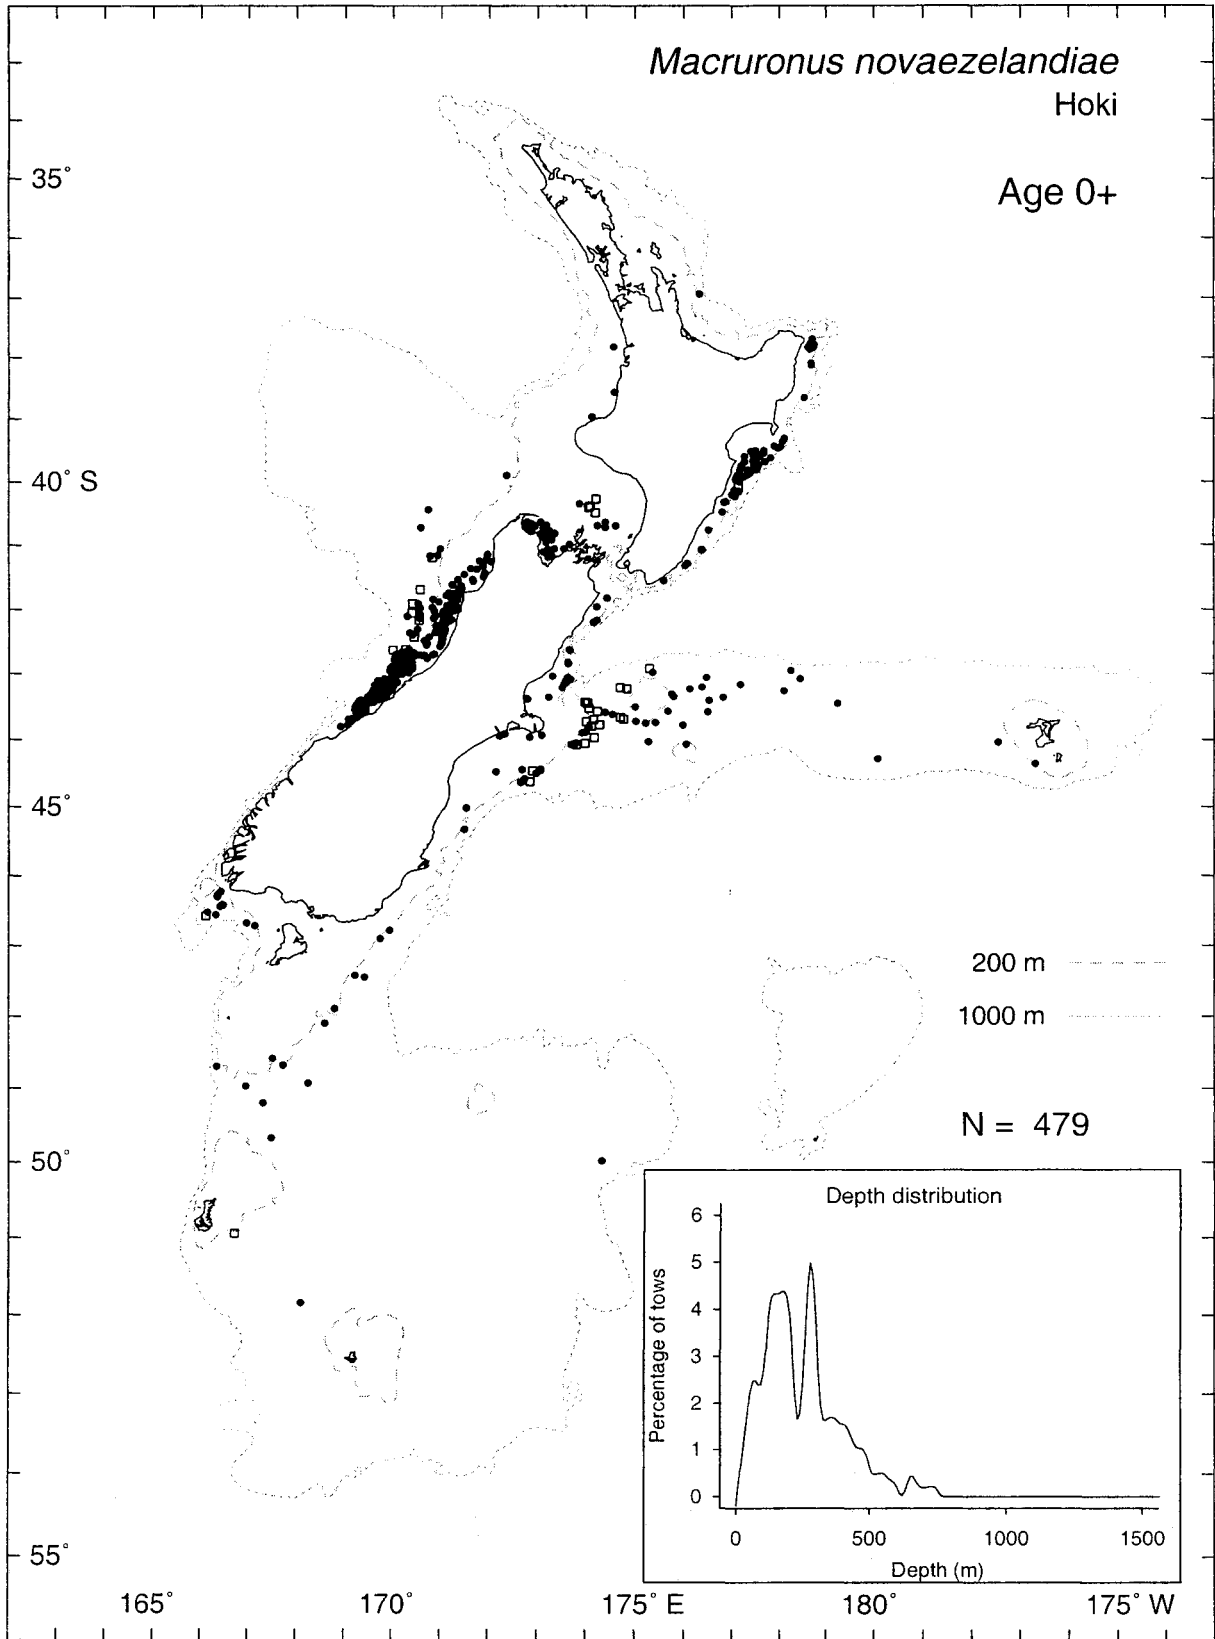 Macruronus novaezelandiae
Hoki
Age 0+
35°
40° S
45°
200 m
1000 m
N = 479
50°
Depth distribution
6
5
4
3
2
1
0
Percentage of tows
0 500 1000 1500
Depth (m)
55°
165° 170° 175° E 180° 175° W